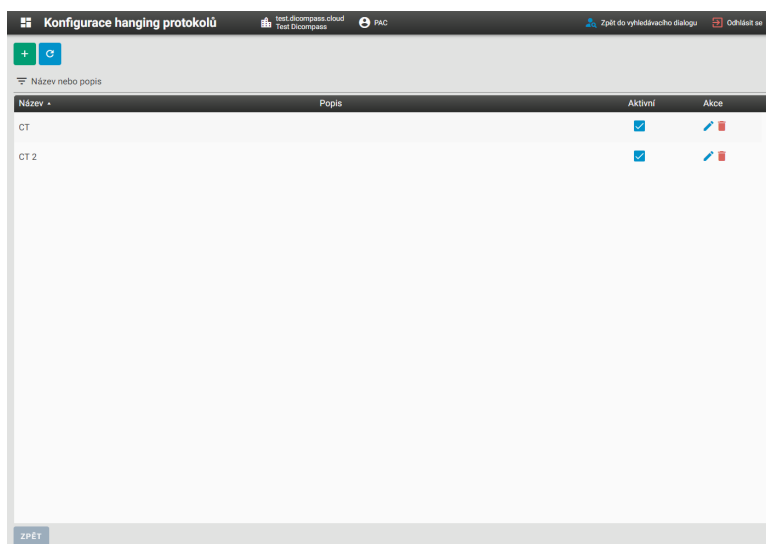 Konfigurace hanging protokolů
test.dicompass.cloud
Test Dicompass
PAC
Zpět do vyhledávacího dialogu
Odhlásit se
Název nebo popis
Název Popis Aktivní Akce
CT
CT 2
ZPĚT